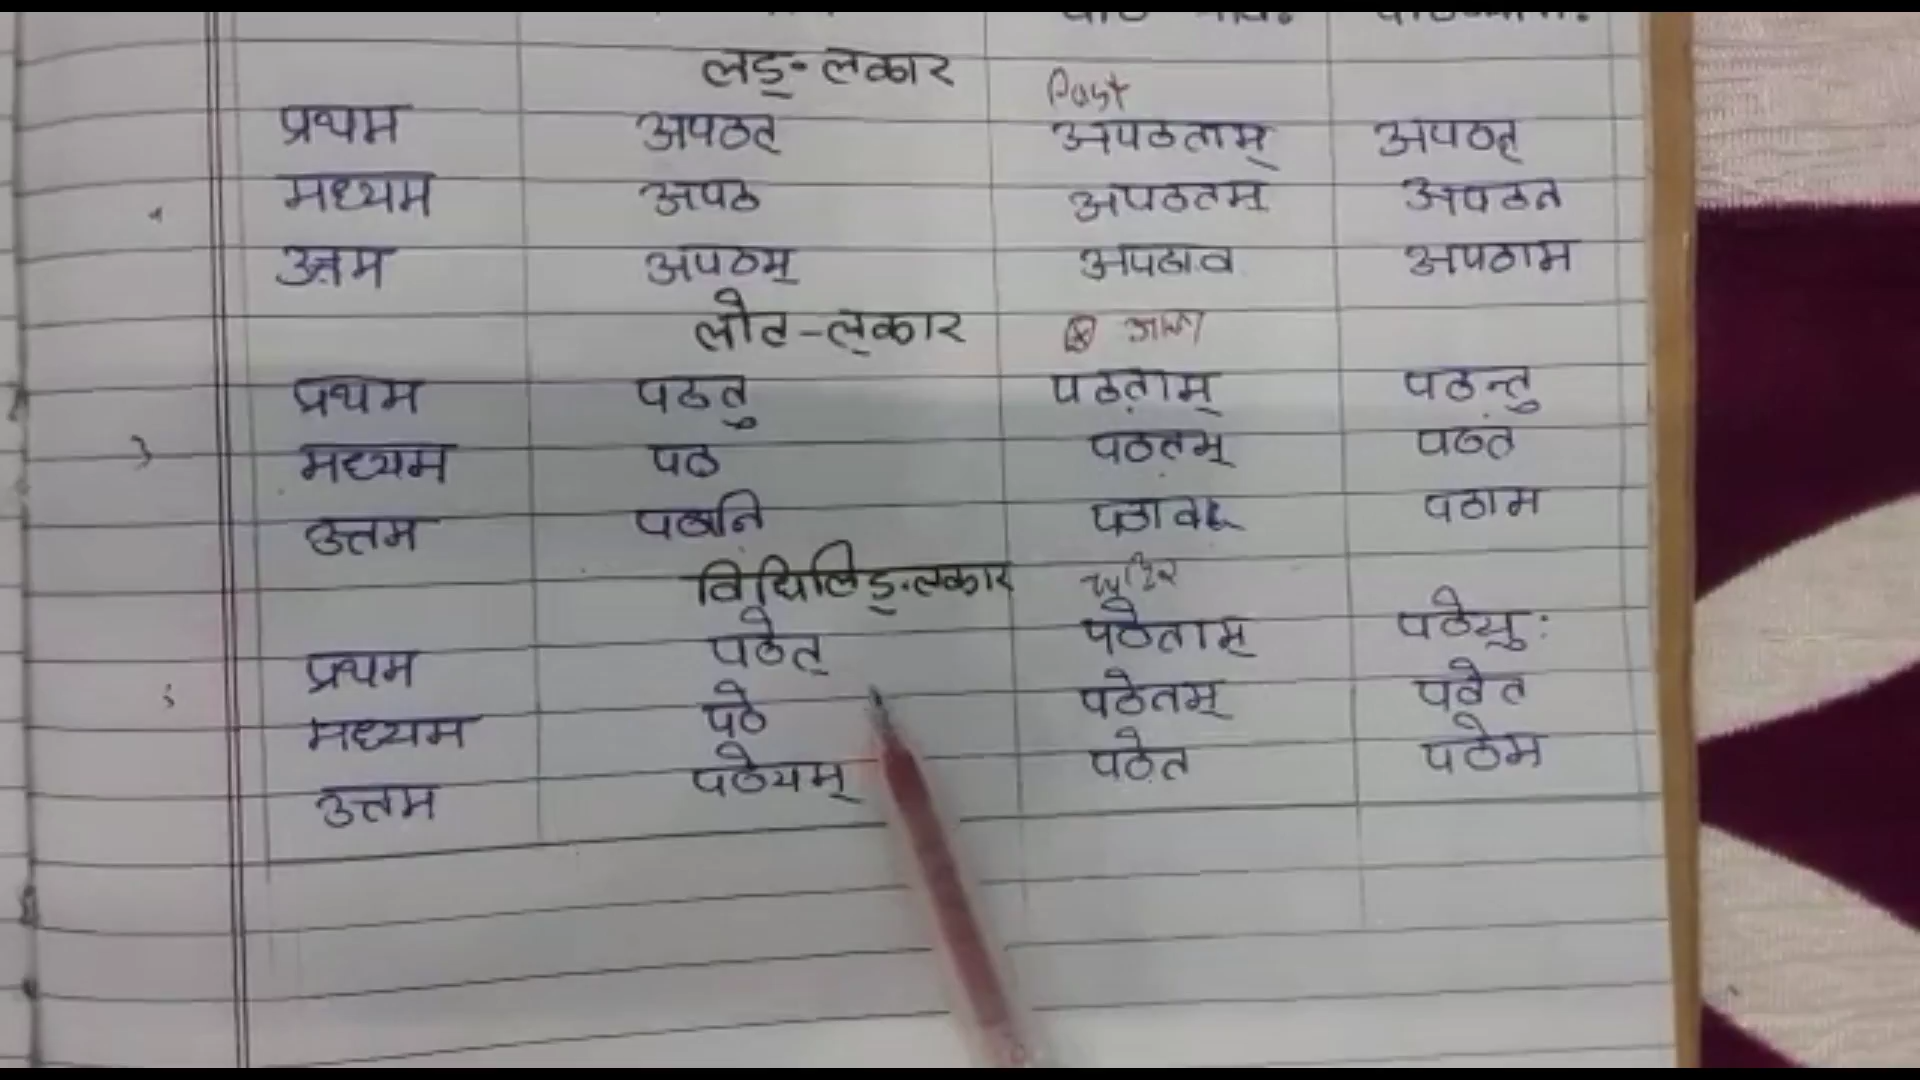 लङ्-लकार Past
प्रथम अपठत् अपठताम् अपठत्
मध्यम अपठ अपठतम् अपठत
उत्तम अपठम् अपठाव अपठाम
लोट-लकार
प्रथम पठतु पठताम् पठन्तु
मध्यम पठ पठतम् पठत
उत्तम पठानि पठाव पठाम
विधिलिङ्-लकार चाहिए
प्रथम पठेत् पठेताम् पठेयु:
मध्यम पठे पठेतम् पठेत
उत्तम पठेयम् पठेत पठेम